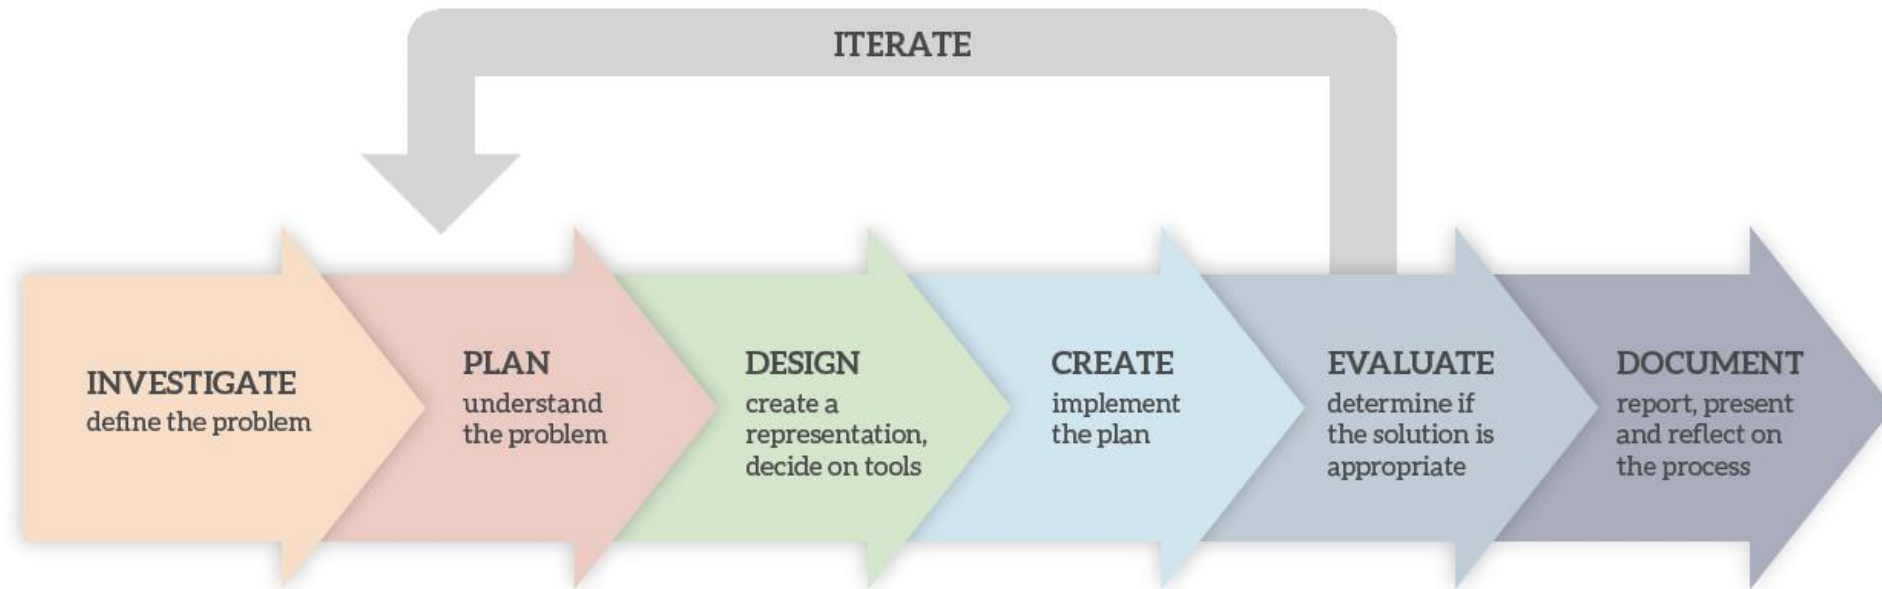 ITERATE
INVESTIGATE
define the problem
PLAN
understand
the problem
DESIGN
create a
representation,
decide on tools
CREATE
implement
the plan
EVALUATE
determine if
the solution is
appropriate
DOCUMENT
report, present
and reflect on
the process